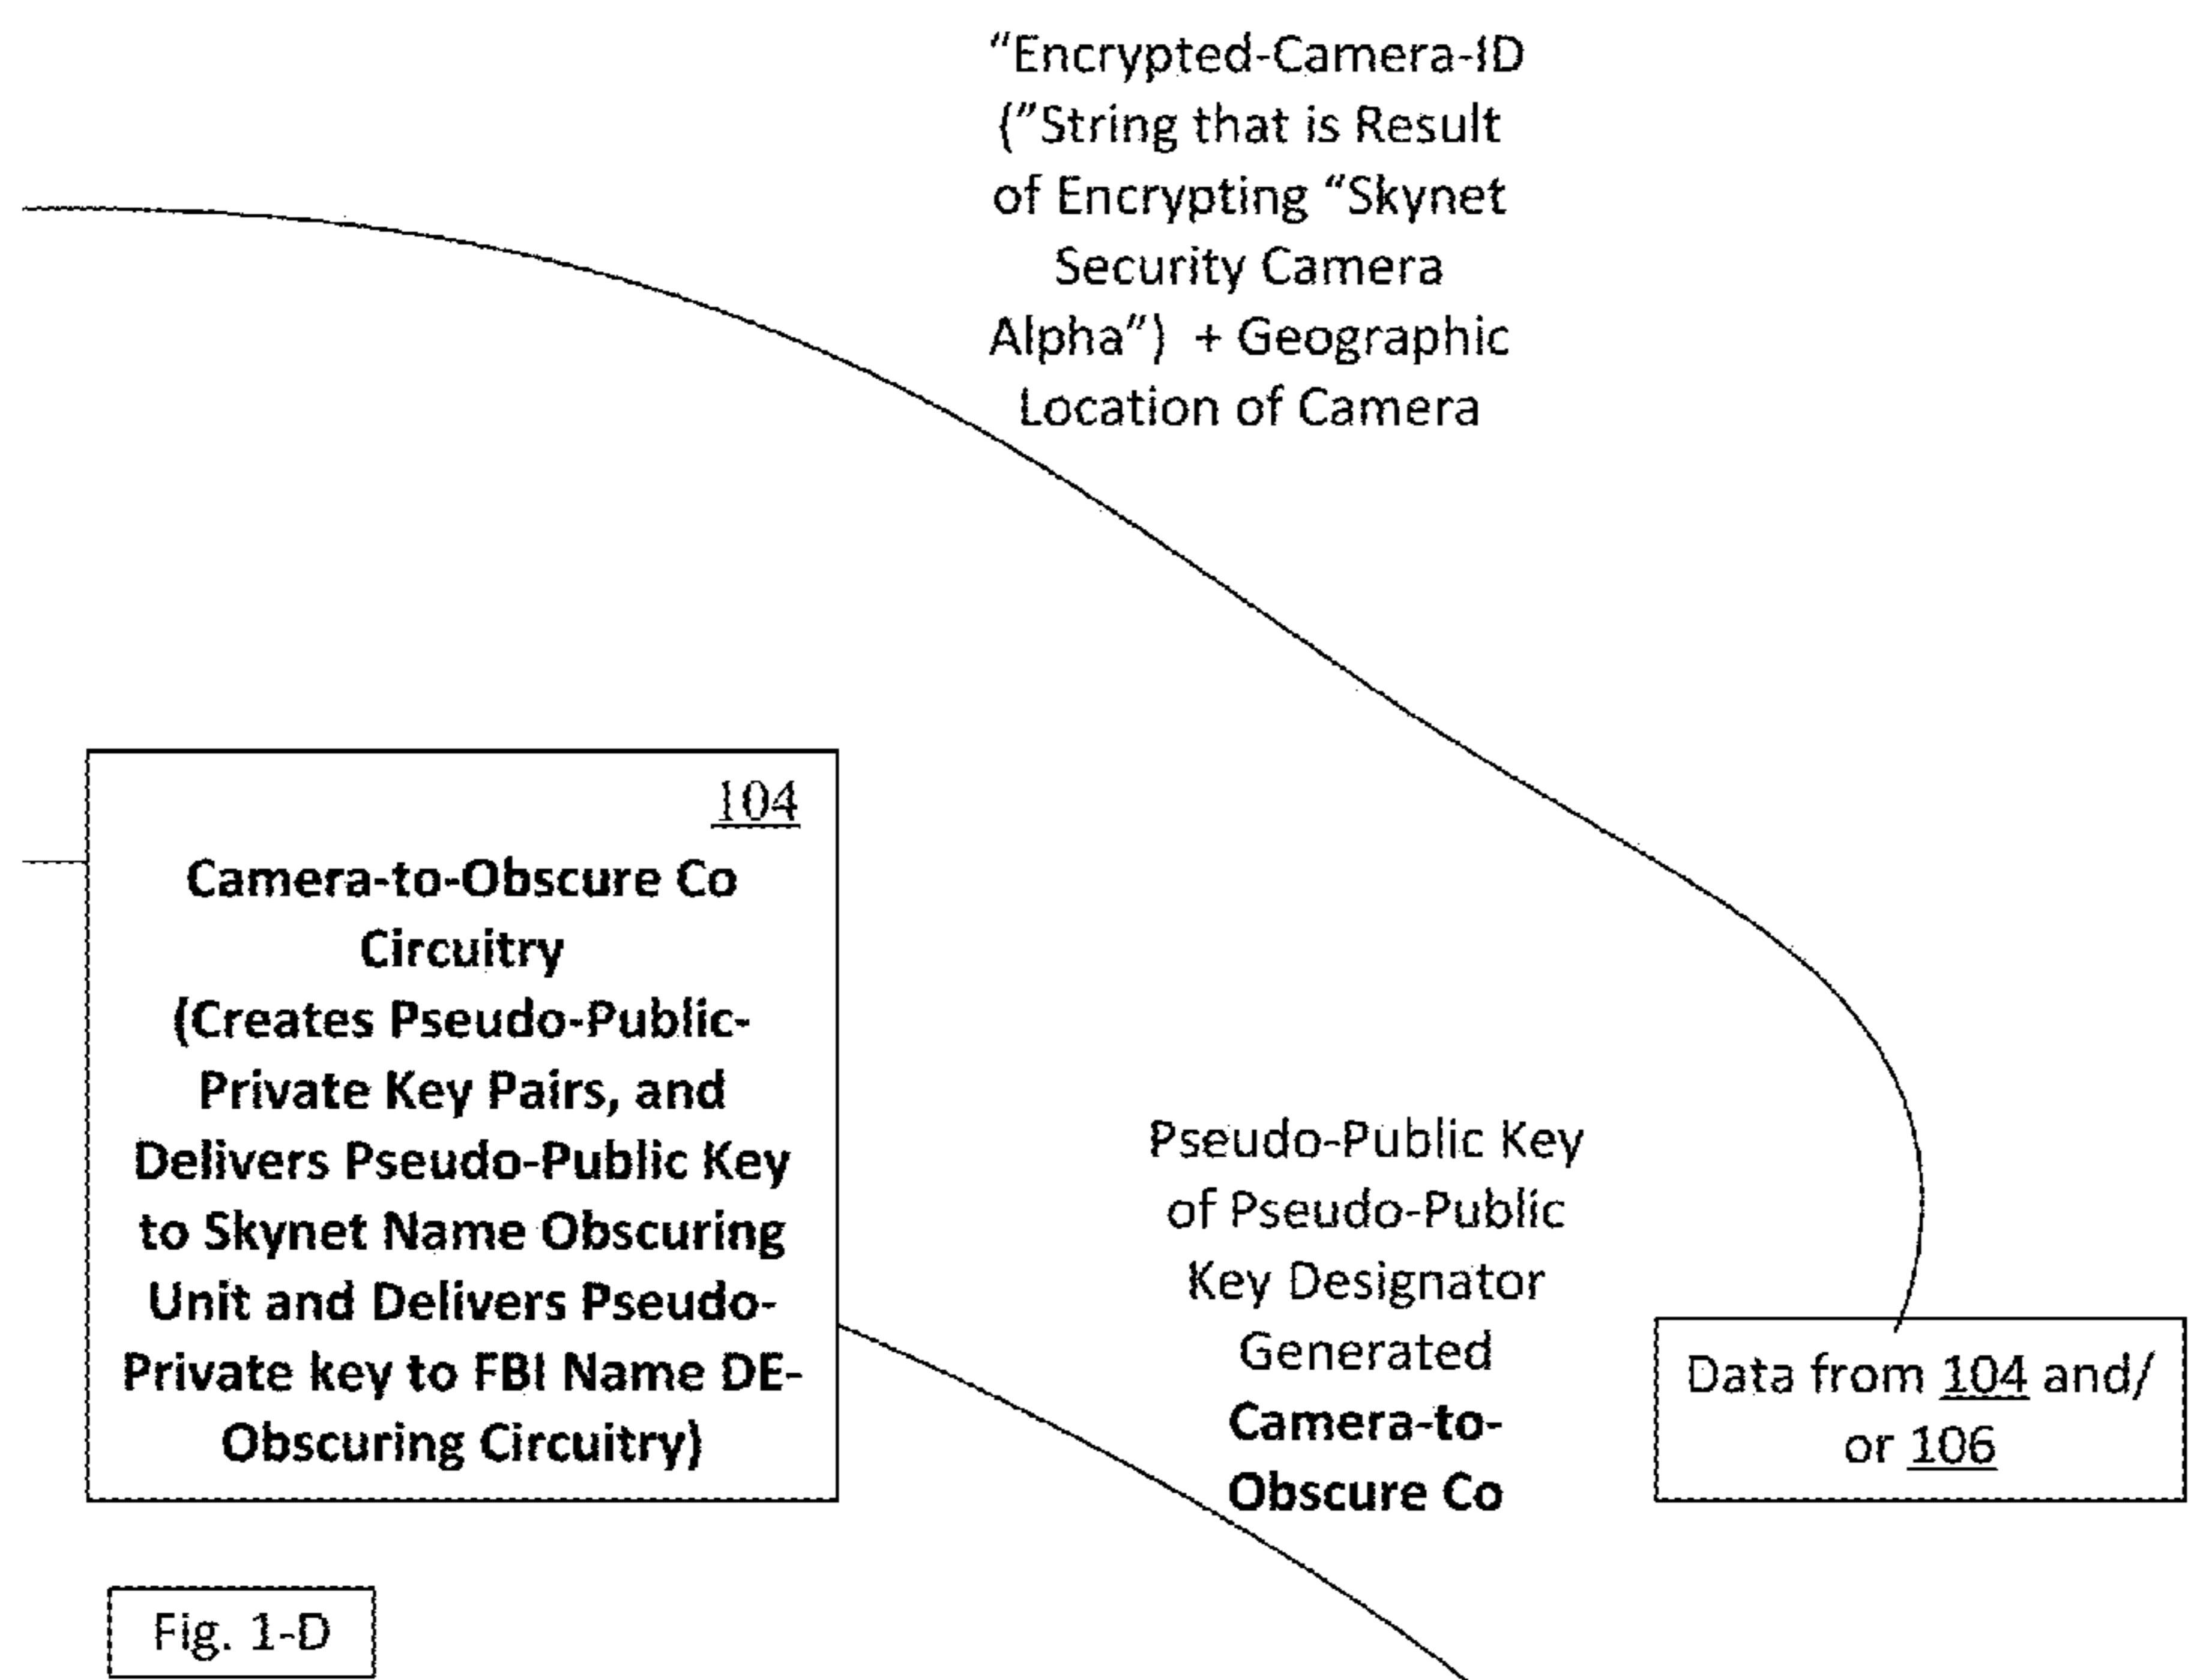 “Encrypted-Camera-ID
(”String that is Result
of Encrypting “Skynet
Security Camera
Alpha”) + Geographic
Location of Camera
104
Camera-to-Obscure Co
Circuitry
(Creates Pseudo-Public-
Private Key Pairs, and
Delivers Pseudo-Public Key
to Skynet Name Obscuring
Unit and Delivers Pseudo-
Private key to FBI Name DE-
Obscuring Circuitry)
Pseudo-Public Key
of Pseudo-Public
Key Designator
Generated
Camera-to-
Obscure Co
Data from 104 and/
or 106
Fig. 1-D